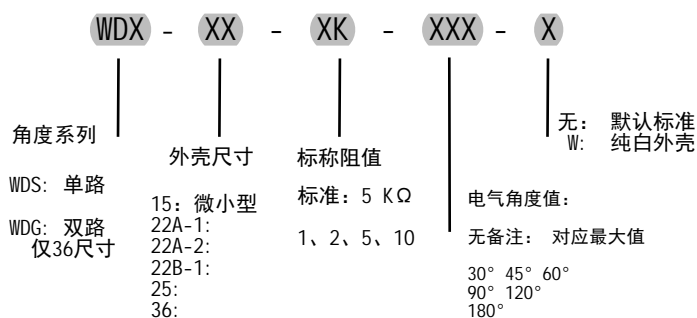 WDX - XX - XK - XXX - X
角度系列
WDS: 单路
WDG: 双路
仅36尺寸
外壳尺寸
15: 微小型
22A-1:
22A-2:
22B-1:
25:
36:
标称阻值
标准: 5 KΩ
1、2、5、10
电气角度值:
无备注: 对应最大值
30° 45° 60°
90° 120°
180°
无: 默认标准
W: 纯白外壳